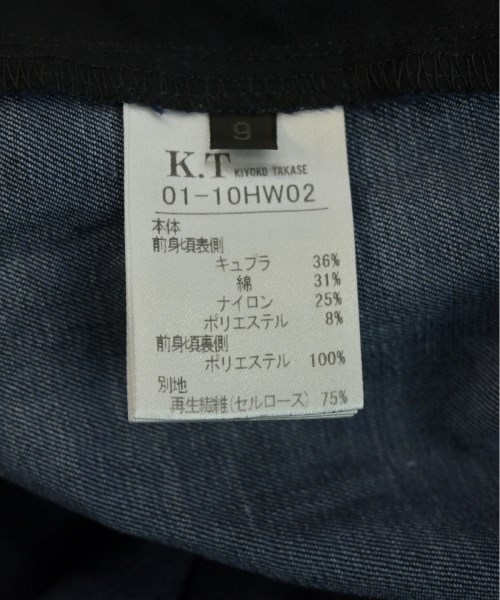 9
K.T KIYOKO TAKASE
01-10HW02
本体
前身頃表側
キュプラ 36%
綿 31%
ナイロン 25%
ポリエステル 8%
前身頃裏側
ポリエステル 100%
別地
再生繊維(セルロース) 75%